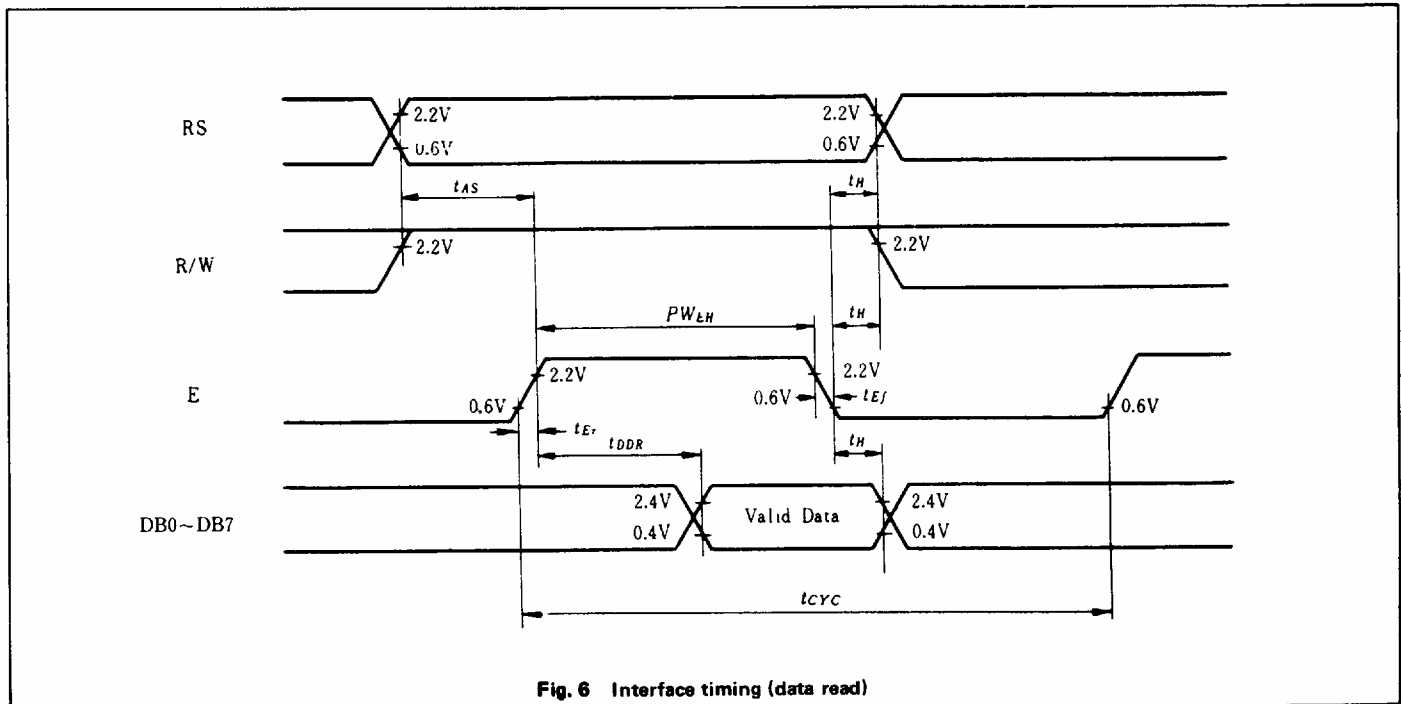 RS
2.2V
0.6V
2.2V
0.6V
tAS
tH
R/W
2.2V
2.2V
PWEH
tH
E
2.2V
0.6V
2.2V
0.6V
tEf
0.6V
tEr
tDDR
tH
DB0~DB7
2.4V
0.4V
Valid Data
2.4V
0.4V
tCYC
Fig. 6 Interface timing (data read)